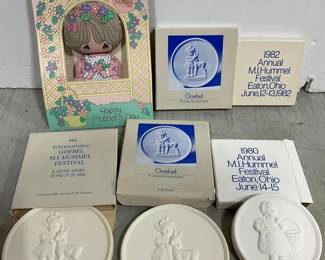 Happy
Mother's Day
Goebel
1982
Annual
M.I. Hummel
Festival
Eaton, Ohio
June 12-13, 1982
INTERNATIONAL
GOEBEL
M.I. HUMMEL
FESTIVAL
EATON, OHIO
Goebel
1980
Annual
M.I. Hummel
Festival
Eaton, Ohio
June 14-15